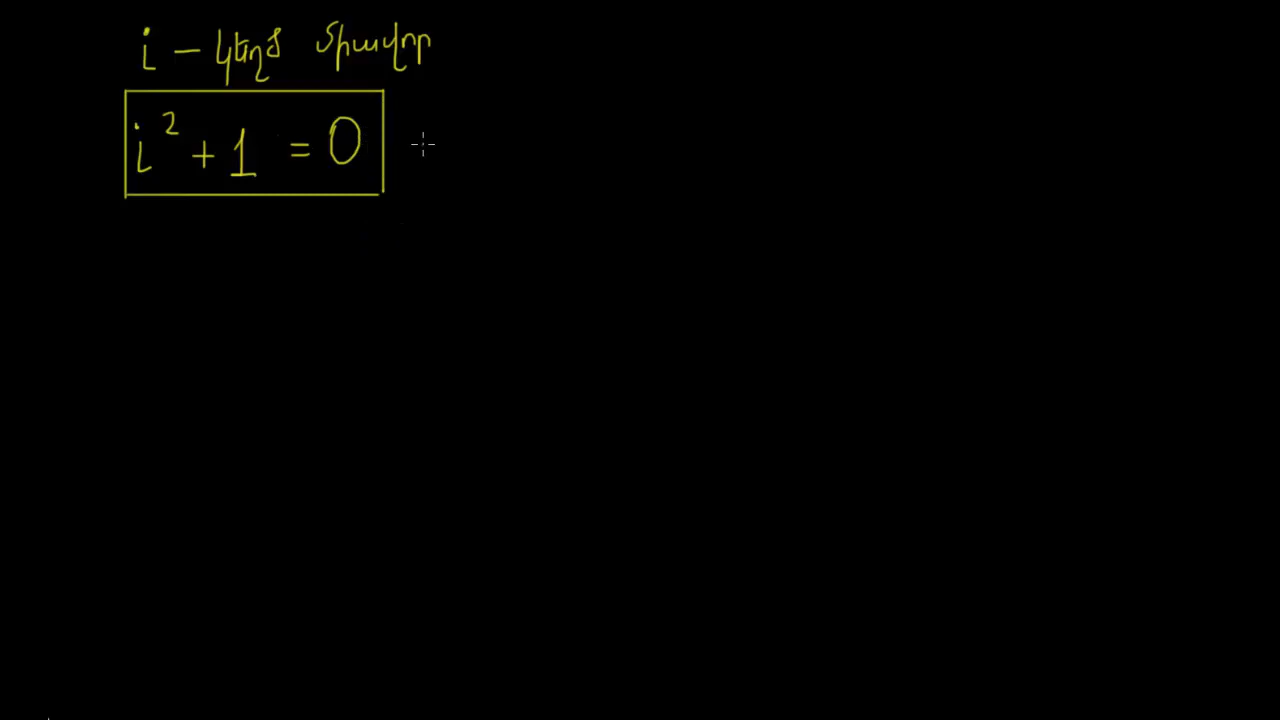 i – կեղծ միավոր
i² + 1 = 0